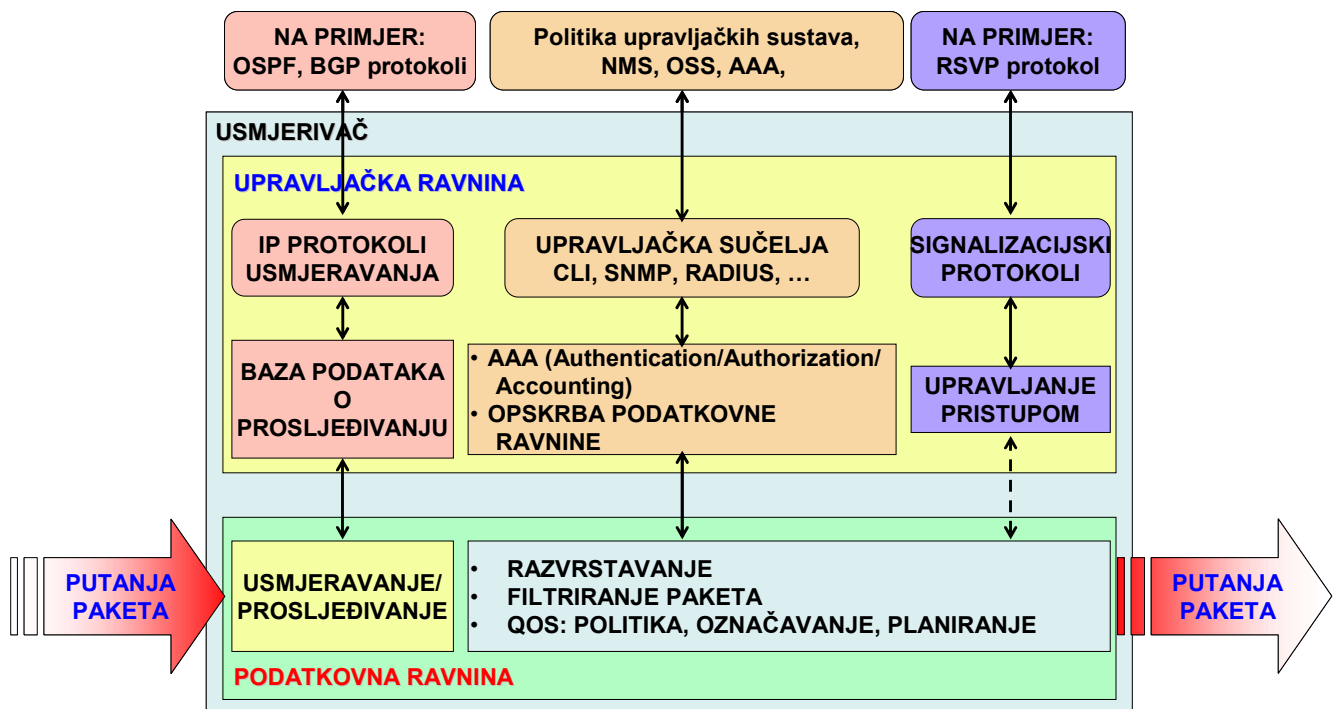 NA PRIMJER:
OSPF, BGP protokoli
Politika upravljačkih sustava,
NMS, OSS, AAA,
NA PRIMJER:
RSVP protokol
USMJERIVAČ
UPRAVLJAČKA RAVNINA
IP PROTOKOLI
USMJERAVANJA
UPRAVLJAČKA SUČELJA
CLI, SNMP, RADIUS, …
SIGNALIZACIJSKI
PROTOKOLI
BAZA PODATAKA
O
PROSLJEĐIVANJU
• AAA (Authentication/Authorization/
Accounting)
• OPSKRBA PODATKOVNE
RAVNINE
UPRAVLJANJE
PRISTUPOM
PUTANJA
PAKETA
USMJERAVANJE/
PROSLJEĐIVANJE
• RAZVRSTAVANJE
• FILTRIRANJE PAKETA
• QOS: POLITIKA, OZNAČAVANJE, PLANIRANJE
PUTANJA
PAKETA
PODATKOVNA RAVNINA